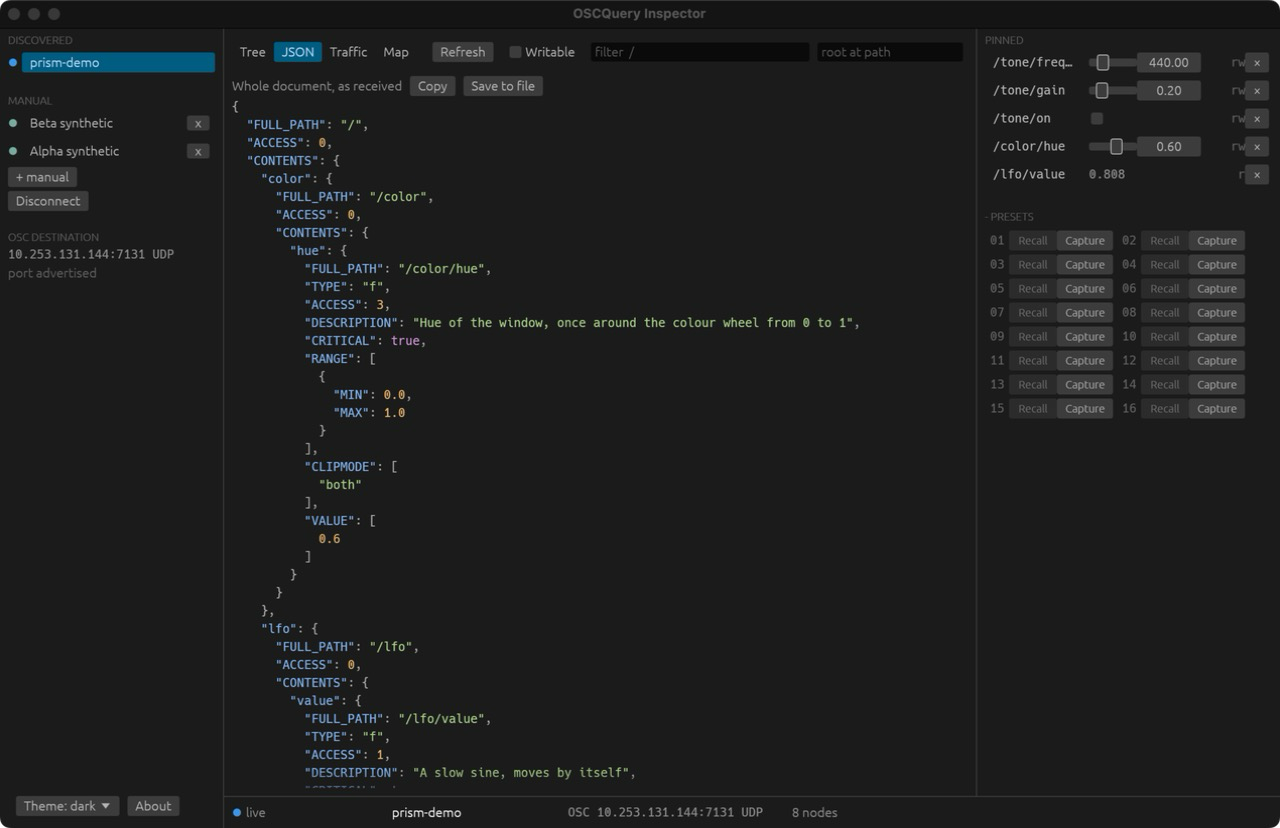 OSCQuery Inspector
DISCOVERED
prism-demo
MANUAL
Beta synthetic x
Alpha synthetic x
+ manual
Disconnect
OSC DESTINATION
10.253.131.144:7131 UDP
port advertised
Theme: dark
About
Tree JSON Traffic Map Refresh Writable filter / root at path
Whole document, as received Copy Save to file
{
"FULL_PATH": "/",
"ACCESS": 0,
"CONTENTS": {
"color": {
"FULL_PATH": "/color",
"ACCESS": 0,
"CONTENTS": {
"hue": {
"FULL_PATH": "/color/hue",
"TYPE": "f",
"ACCESS": 3,
"DESCRIPTION": "Hue of the window, once around the colour wheel from 0 to 1",
"CRITICAL": true,
"RANGE": [
{
"MIN": 0.0,
"MAX": 1.0
}
],
"CLIPMODE": [
"both"
],
"VALUE": [
0.6
]
}
}
},
"lfo": {
"FULL_PATH": "/lfo",
"ACCESS": 0,
"CONTENTS": {
"value": {
"FULL_PATH": "/lfo/value",
"TYPE": "f",
"ACCESS": 1,
"DESCRIPTION": "A slow sine, moves by itself",
live prism-demo OSC 10.253.131.144:7131 UDP 8 nodes
PINNED
/tone/freq… 440.00 rw ×
/tone/gain 0.20 rw ×
/tone/on rw ×
/color/hue 0.60 rw ×
/lfo/value 0.808 r ×
- PRESETS
01 Recall Capture 02 Recall Capture
03 Recall Capture 04 Recall Capture
05 Recall Capture 06 Recall Capture
07 Recall Capture 08 Recall Capture
09 Recall Capture 10 Recall Capture
11 Recall Capture 12 Recall Capture
13 Recall Capture 14 Recall Capture
15 Recall Capture 16 Recall Capture